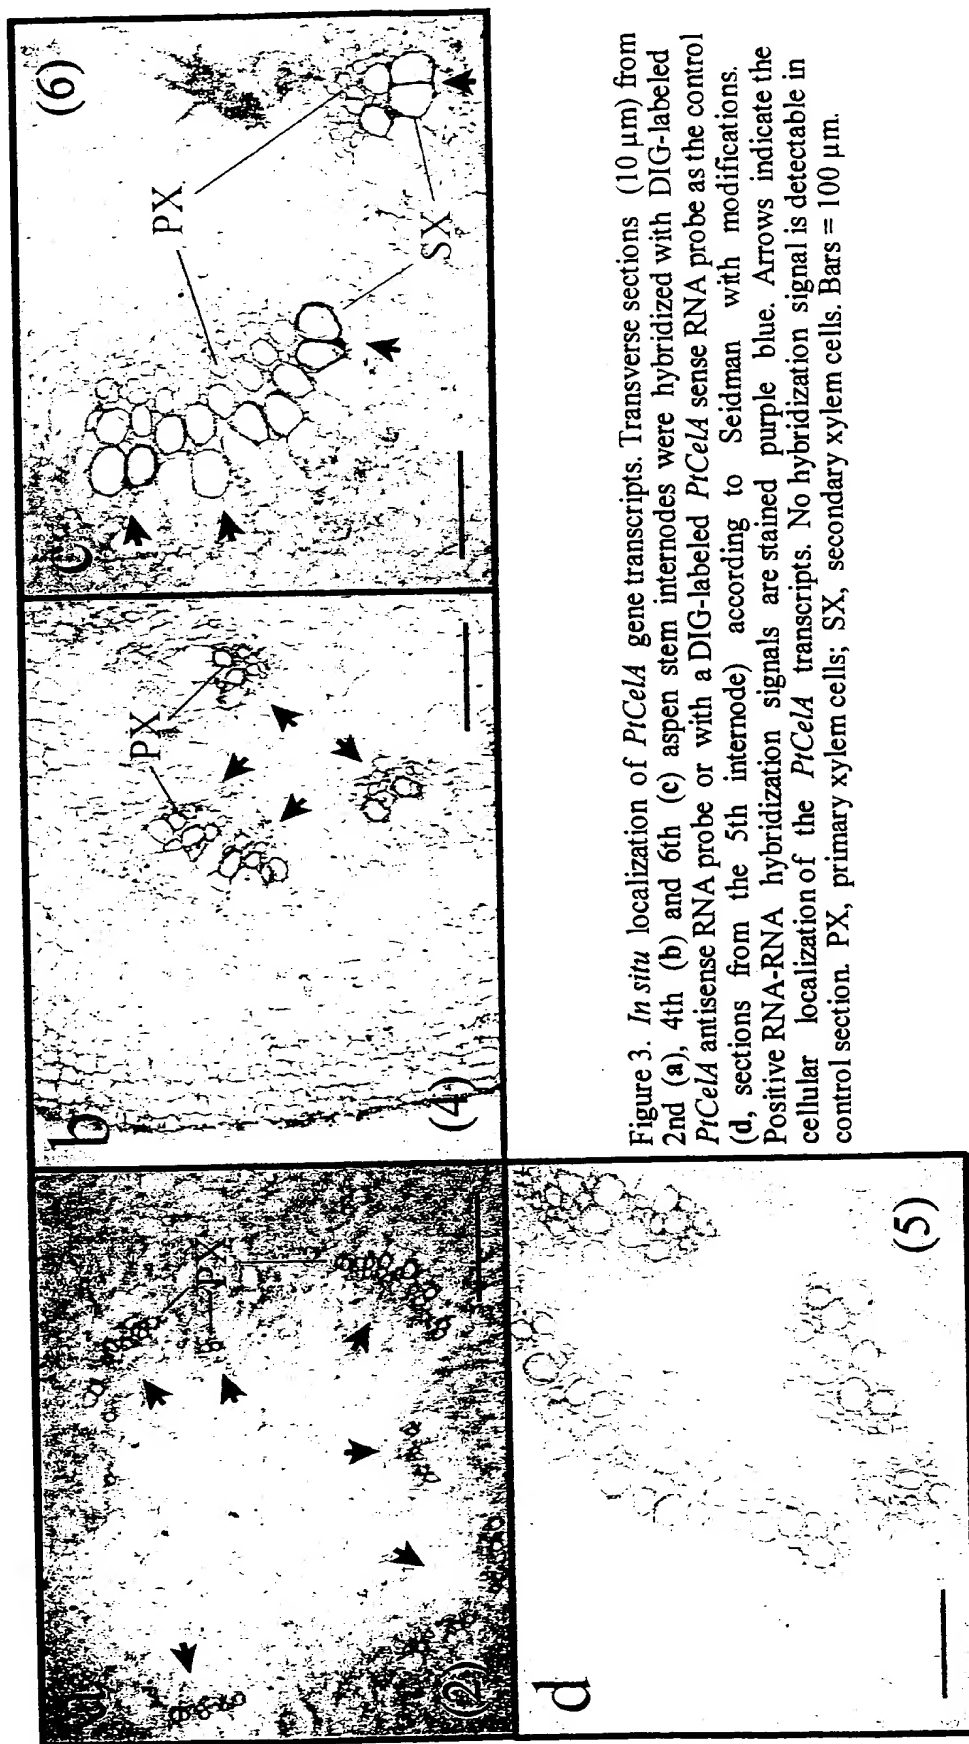 (2)
PX
b
(4)
PX
c
(6)
PX
SX
d
(5)
Figure 3. In situ localization of PtCelA gene transcripts. Transverse sections (10 µm) from
2nd (a), 4th (b) and 6th (c) aspen stem internodes were hybridized with DIG-labeled
PtCelA antisense RNA probe or with a DIG-labeled PtCelA sense RNA probe as the control
(d, sections from the 5th internode) according to Seidman with modifications.
Positive RNA-RNA hybridization signals are stained purple blue. Arrows indicate the
cellular localization of the PtCelA transcripts. No hybridization signal is detectable in
control section. PX, primary xylem cells; SX, secondary xylem cells. Bars = 100 µm.